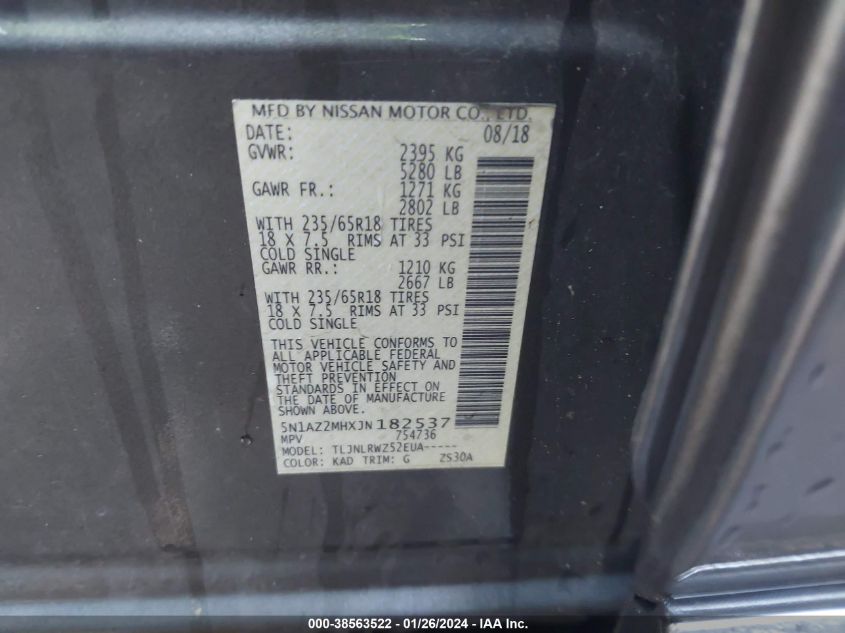 MFD BY NISSAN MOTOR CO., LTD.
DATE: 08/18
GVWR: 2395 KG
5280 LB
GAWR FR.: 1271 KG
2802 LB
WITH 235/65R18 TIRES
18 X 7.5 RIMS AT 33 PSI
COLD SINGLE
GAWR RR.: 1210 KG
2667 LB
WITH 235/65R18 TIRES
18 X 7.5 RIMS AT 33 PSI
COLD SINGLE
THIS VEHICLE CONFORMS TO
ALL APPLICABLE FEDERAL
MOTOR VEHICLE SAFETY AND
THEFT PREVENTION
STANDARDS IN EFFECT ON
THE DATE OF MANUFACTURE
SHOWN ABOVE.
5N1AZ2MHXJN182537
MPV 754736
MODEL: TLJNLRWZ52EUA-----
COLOR: KAD TRIM: G ZS30A
000-38563522 - 01/26/2024 - IAA Inc.